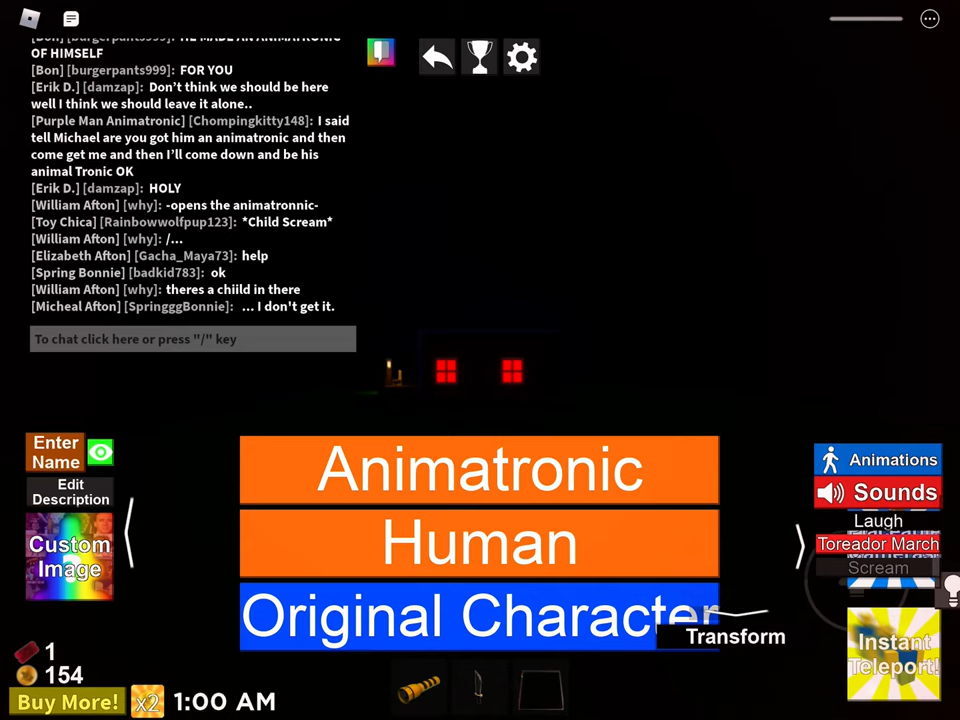 [Bon] [burgerpants999]: HE MADE AN ANIMATRONIC
OF HIMSELF
[Bon] [burgerpants999]: FOR YOU
[Erik D.] [damzap]: Don't think we should be here
well I think we should leave it alone..
[Purple Man Animatronic] [Chompingkitty148]: I said
tell Michael are you got him an animatronic and then
come get me and then I'll come down and be his
animal Tronic OK
[Erik D.] [damzap]: HOLY
[William Afton] [why]: -opens the animatronnic-
[Toy Chica] [Rainbowwolfpup123]: *Child Scream*
[William Afton] [why]: /...
[Elizabeth Afton] [Gacha_Maya73]: help
[Spring Bonnie] [badkid783]: ok
[William Afton] [why]: theres a chiild in there
[Micheal Afton] [SpringggBonnie]: ... I don't get it.
To chat click here or press "/" key
Enter
Name
Edit
Description
Custom
Image
Animatronic
Human
Original Character
Transform
Animations
Sounds
Laugh
Toreador March
Scream
Instant
Teleport!
1
154
Buy More!
x2
1:00 AM